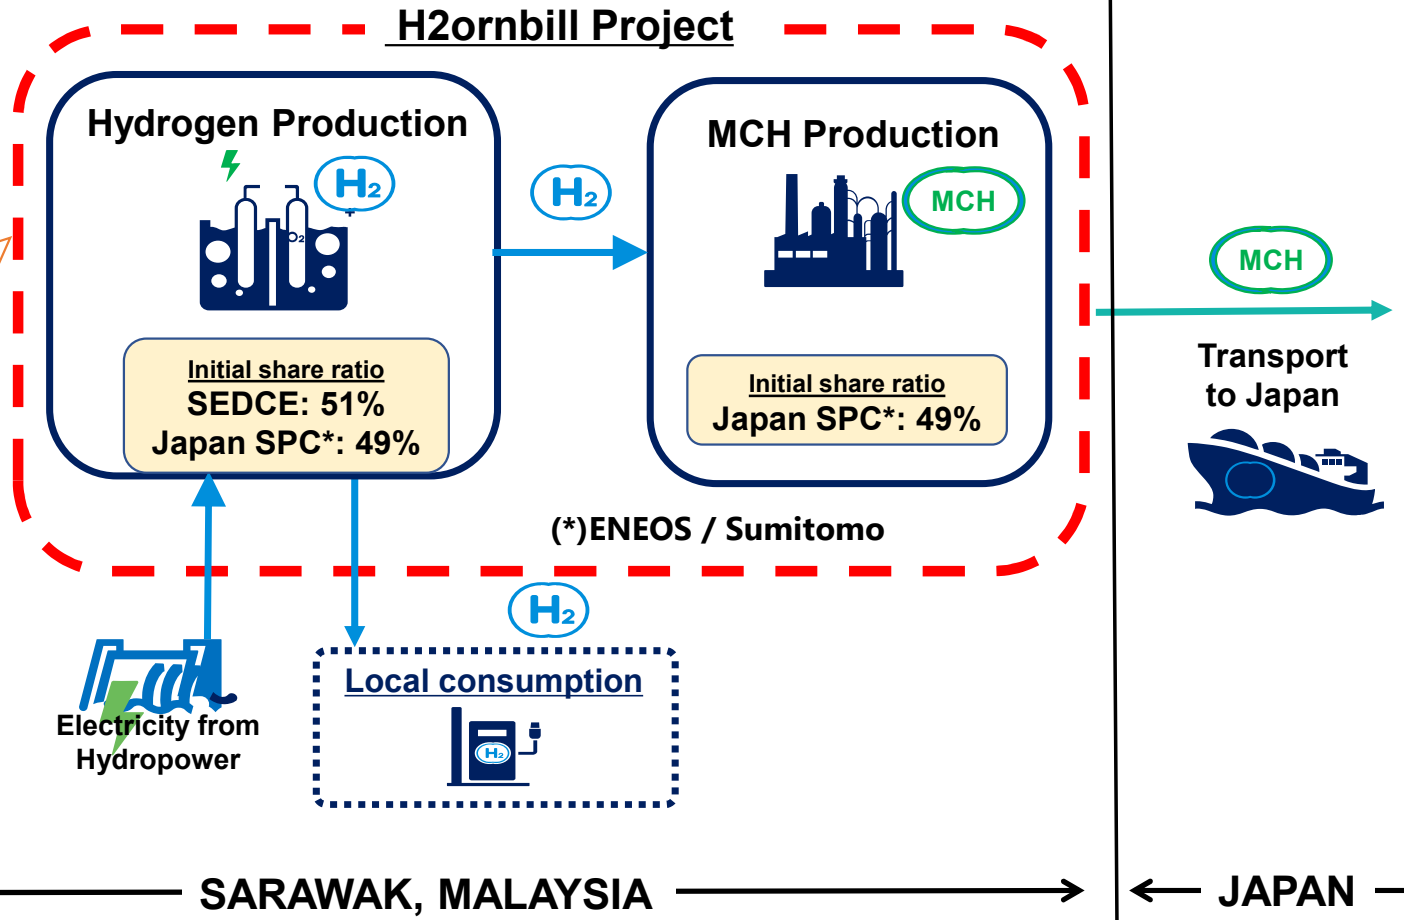 H2ornbill Project
Hydrogen Production
H2
O2
Initial share ratio
SEDCE: 51%
Japan SPC*: 49%
H2
MCH Production
MCH
Initial share ratio
Japan SPC*: 49%
(*)ENEOS / Sumitomo
MCH
Transport
to Japan
Electricity from
Hydropower
H2
Local consumption
H2
SARAWAK, MALAYSIA
JAPAN